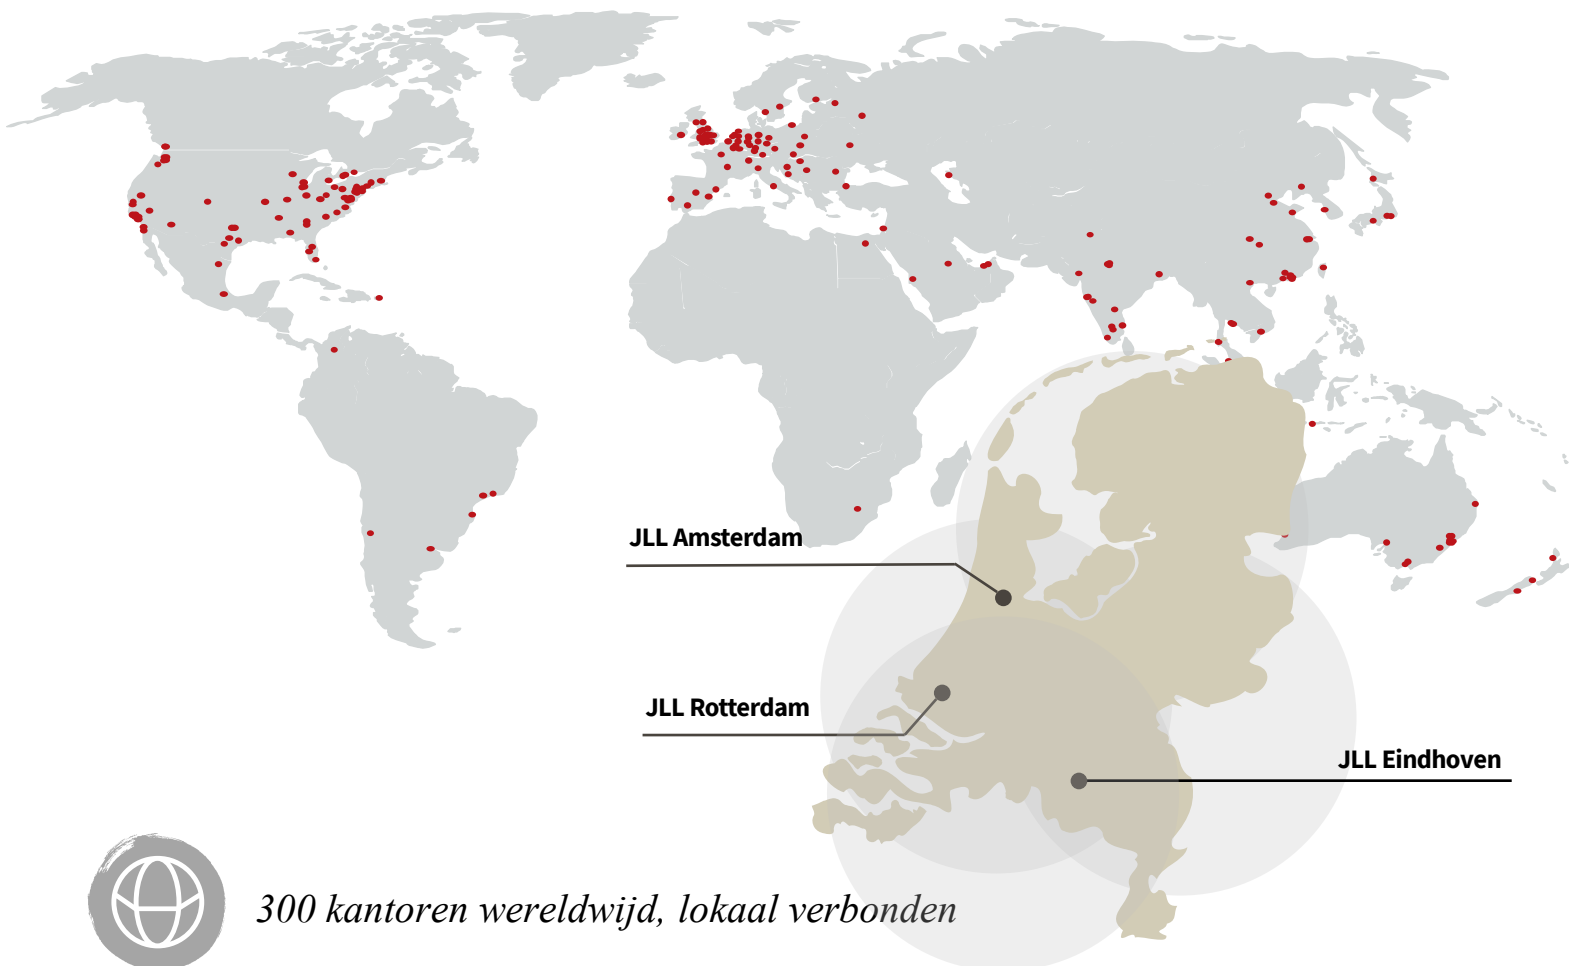 JLL Amsterdam
JLL Rotterdam
JLL Eindhoven
300 kantoren wereldwijd, lokaal verbonden